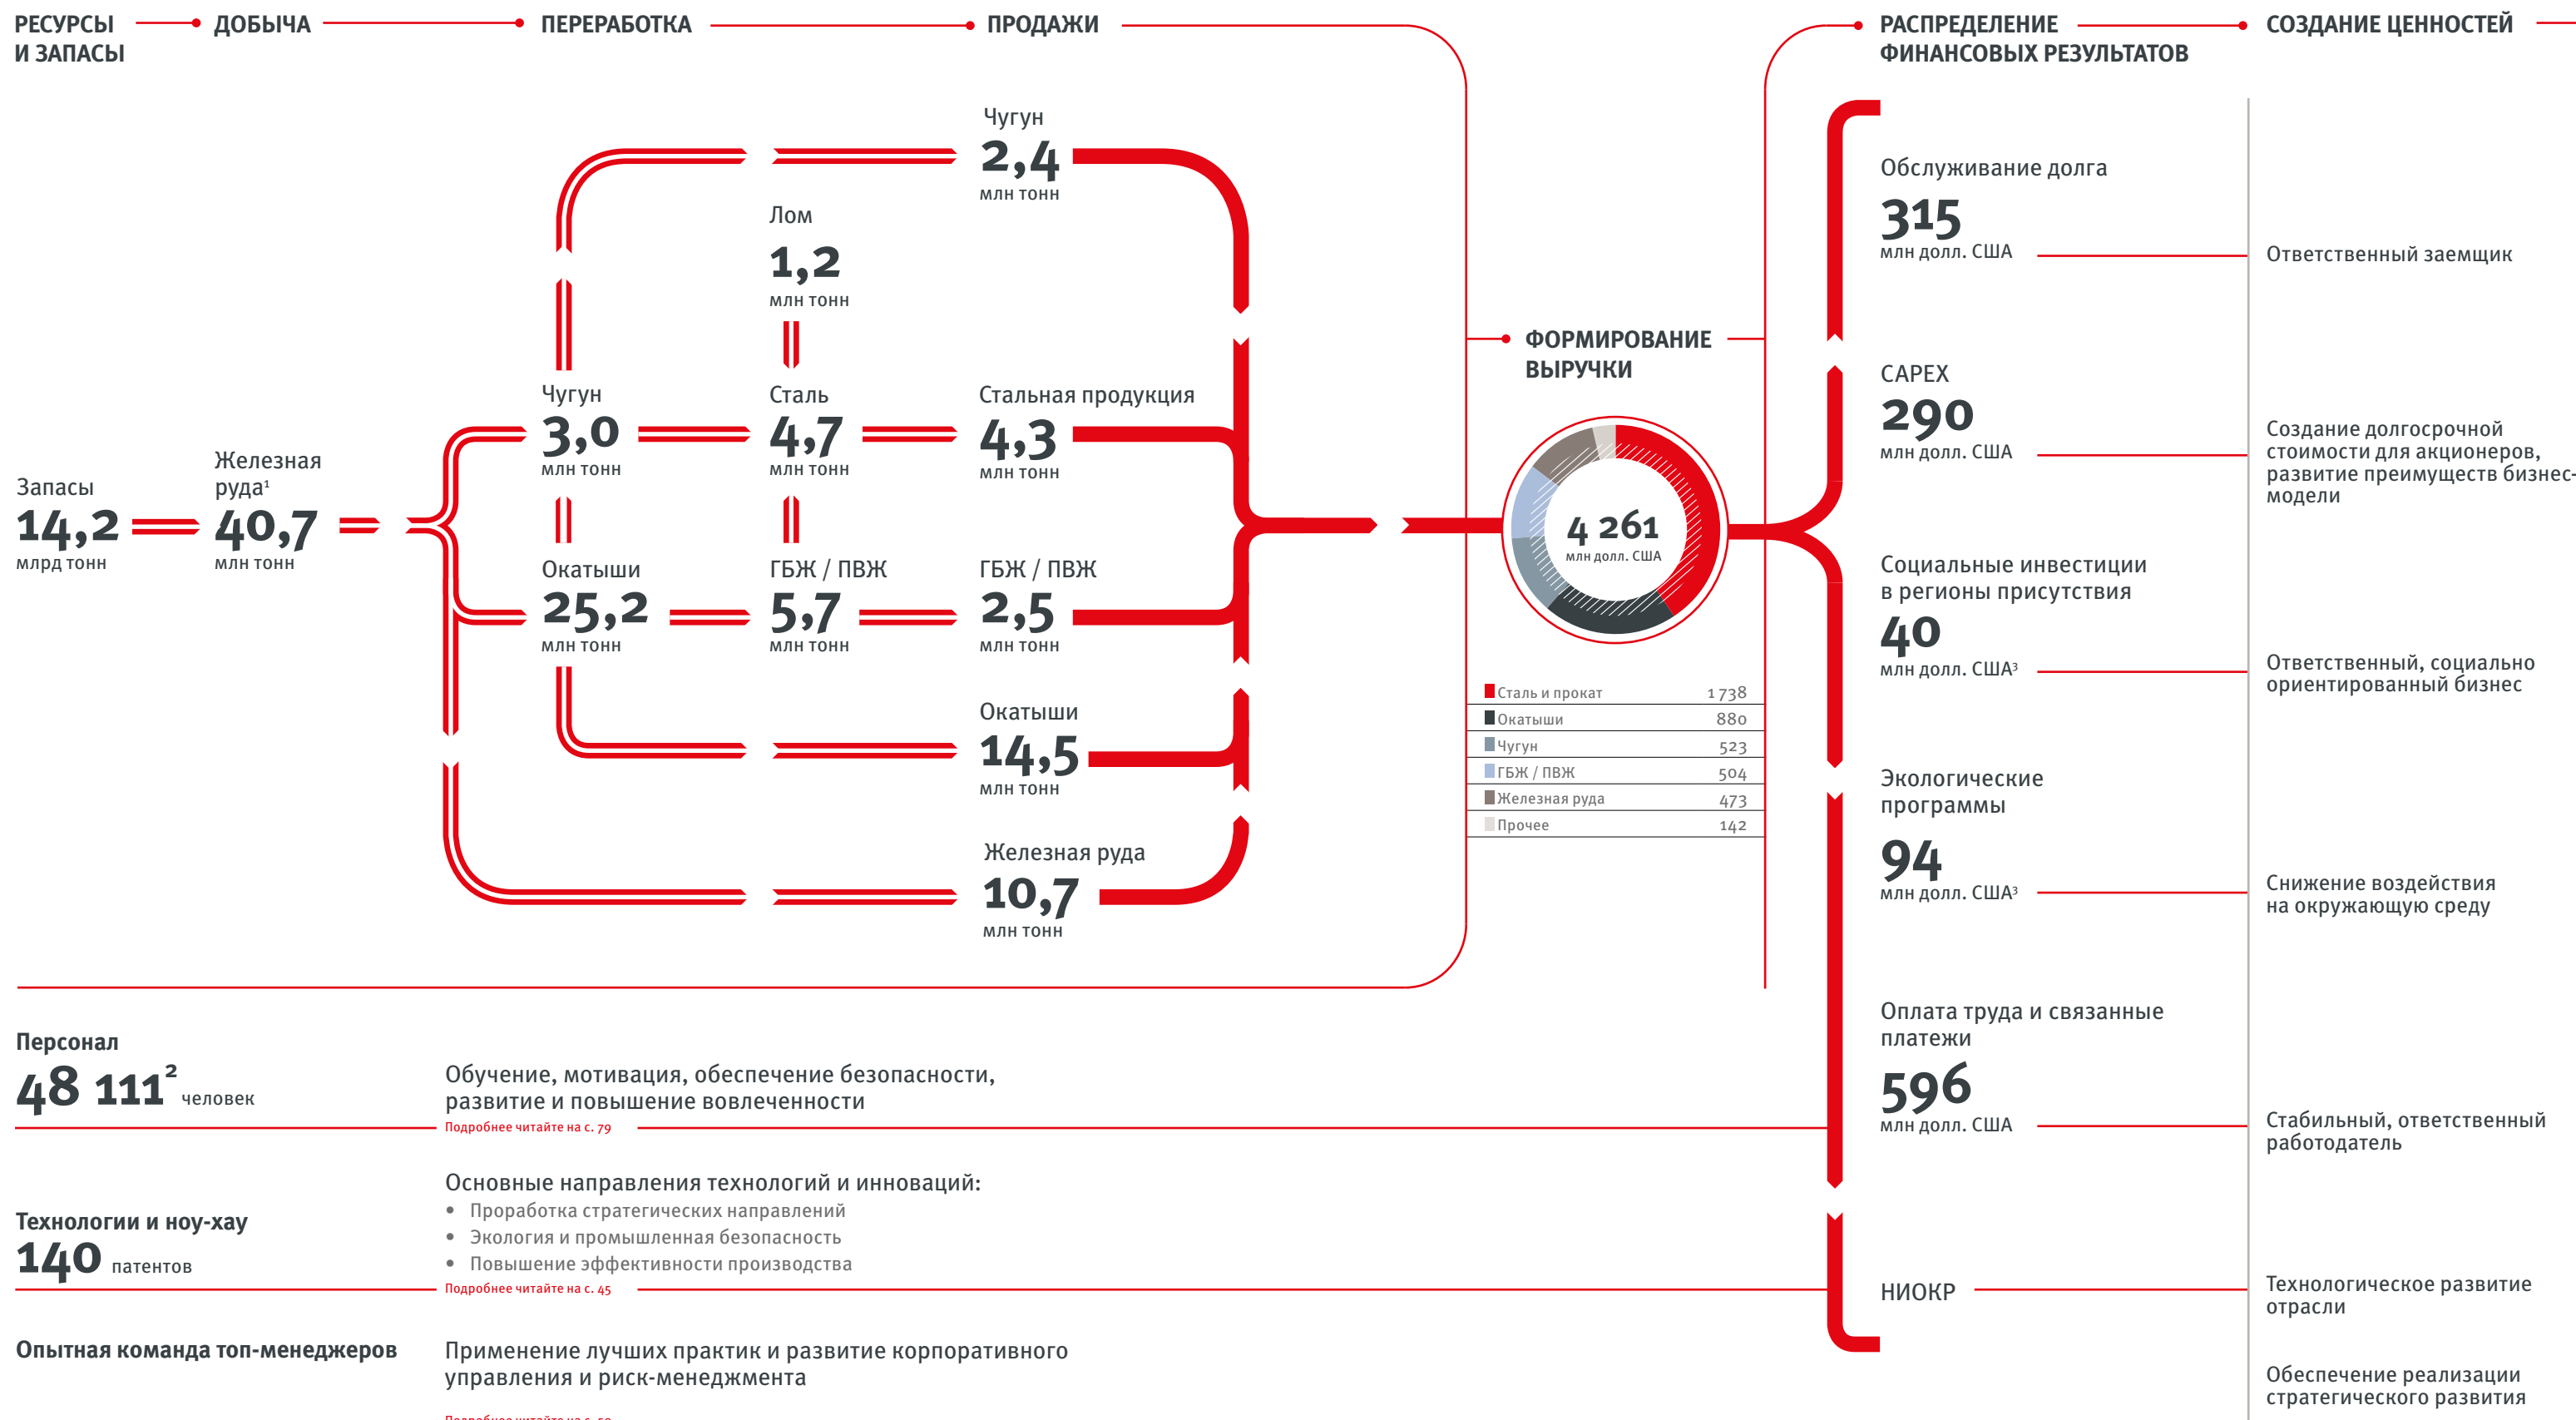 РЕСУРСЫ
И ЗАПАСЫ
ДОБЫЧА
ПЕРЕРАБОТКА
ПРОДАЖИ
РАСПРЕДЕЛЕНИЕ
ФИНАНСОВЫХ РЕЗУЛЬТАТОВ
СОЗДАНИЕ ЦЕННОСТЕЙ
Запасы
14,2
млрд тонн
Железная
руда¹
40,7
млн тонн
Чугун
3,0
млн тонн
Окатыши
25,2
млн тонн
Лом
1,2
млн тонн
Сталь
4,7
млн тонн
ГБЖ / ПВЖ
5,7
млн тонн
Чугун
2,4
млн тонн
Стальная продукция
4,3
млн тонн
ГБЖ / ПВЖ
2,5
млн тонн
Окатыши
14,5
млн тонн
Железная руда
10,7
млн тонн
ФОРМИРОВАНИЕ
ВЫРУЧКИ
4 261
млн долл. США
Сталь и прокат 1 738
Окатыши 880
Чугун 523
ГБЖ / ПВЖ 504
Железная руда 473
Прочее 142
Обслуживание долга
315
млн долл. США
Ответственный заемщик
CAPEX
290
млн долл. США
Создание долгосрочной
стоимости для акционеров,
развитие преимуществ бизнес-
модели
Социальные инвестиции
в регионы присутствия
40
млн долл. США³
Ответственный, социально
ориентированный бизнес
Экологические
программы
94
млн долл. США³
Снижение воздействия
на окружающую среду
Оплата труда и связанные
платежи
596
млн долл. США
Стабильный, ответственный
работодатель
НИОКР
Технологическое развитие
отрасли
Обеспечение реализации
стратегического развития
Персонал
48 111² человек
Обучение, мотивация, обеспечение безопасности,
развитие и повышение вовлеченности
Подробнее читайте на с. 79
Технологии и ноу-хау
140 патентов
Основные направления технологий и инноваций:
• Проработка стратегических направлений
• Экология и промышленная безопасность
• Повышение эффективности производства
Подробнее читайте на с. 45
Опытная команда топ-менеджеров
Применение лучших практик и развитие корпоративного
управления и риск-менеджмента